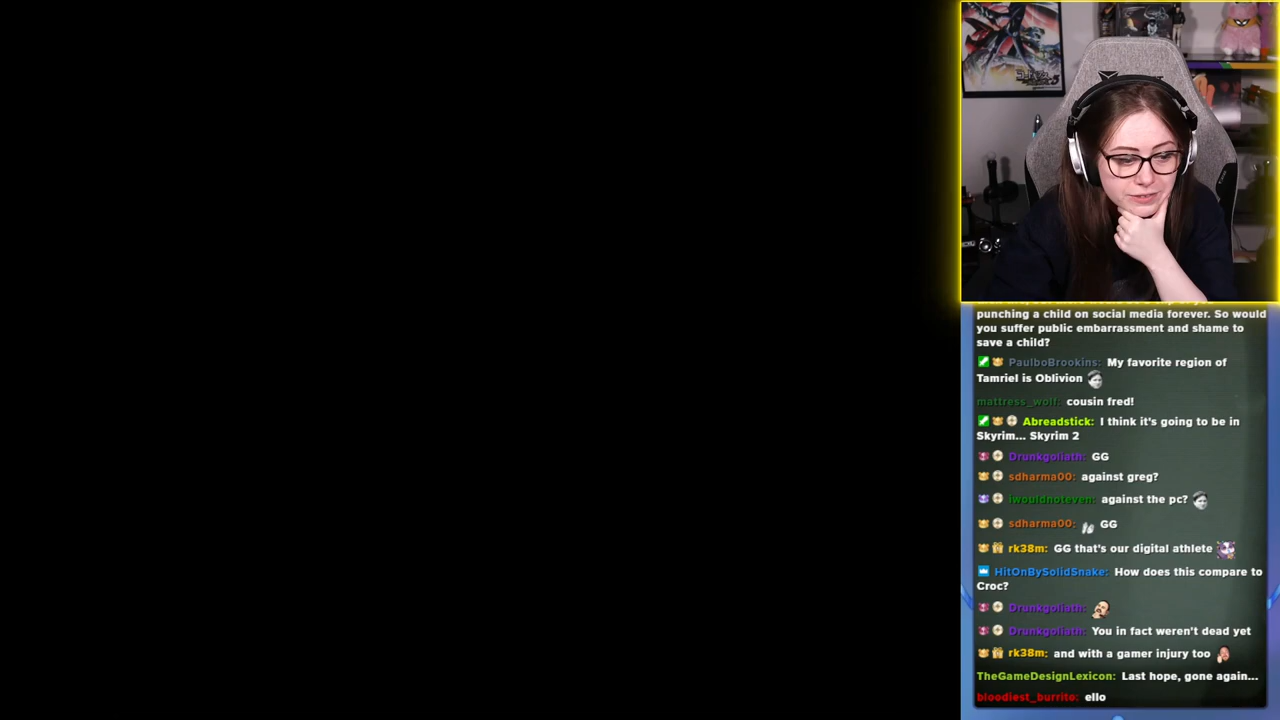 punching a child on social media forever. So would
you suffer public embarrassment and shame to
save a child?
PaulboBrookins: My favorite region of
Tamriel is Oblivion
mattress_wolf: cousin fred!
Abreadstick: I think it's going to be in
Skyrim... Skyrim 2
Drunkgoliath: GG
sdharma00: against greg?
iwouldnoteven: against the pc?
sdharma00: GG
rk38m: GG that's our digital athlete
HitOnBySolidSnake: How does this compare to
Croc?
Drunkgoliath:
Drunkgoliath: You in fact weren't dead yet
rk38m: and with a gamer injury too
TheGameDesignLexicon: Last hope, gone again...
bloodiest_burrito: ello